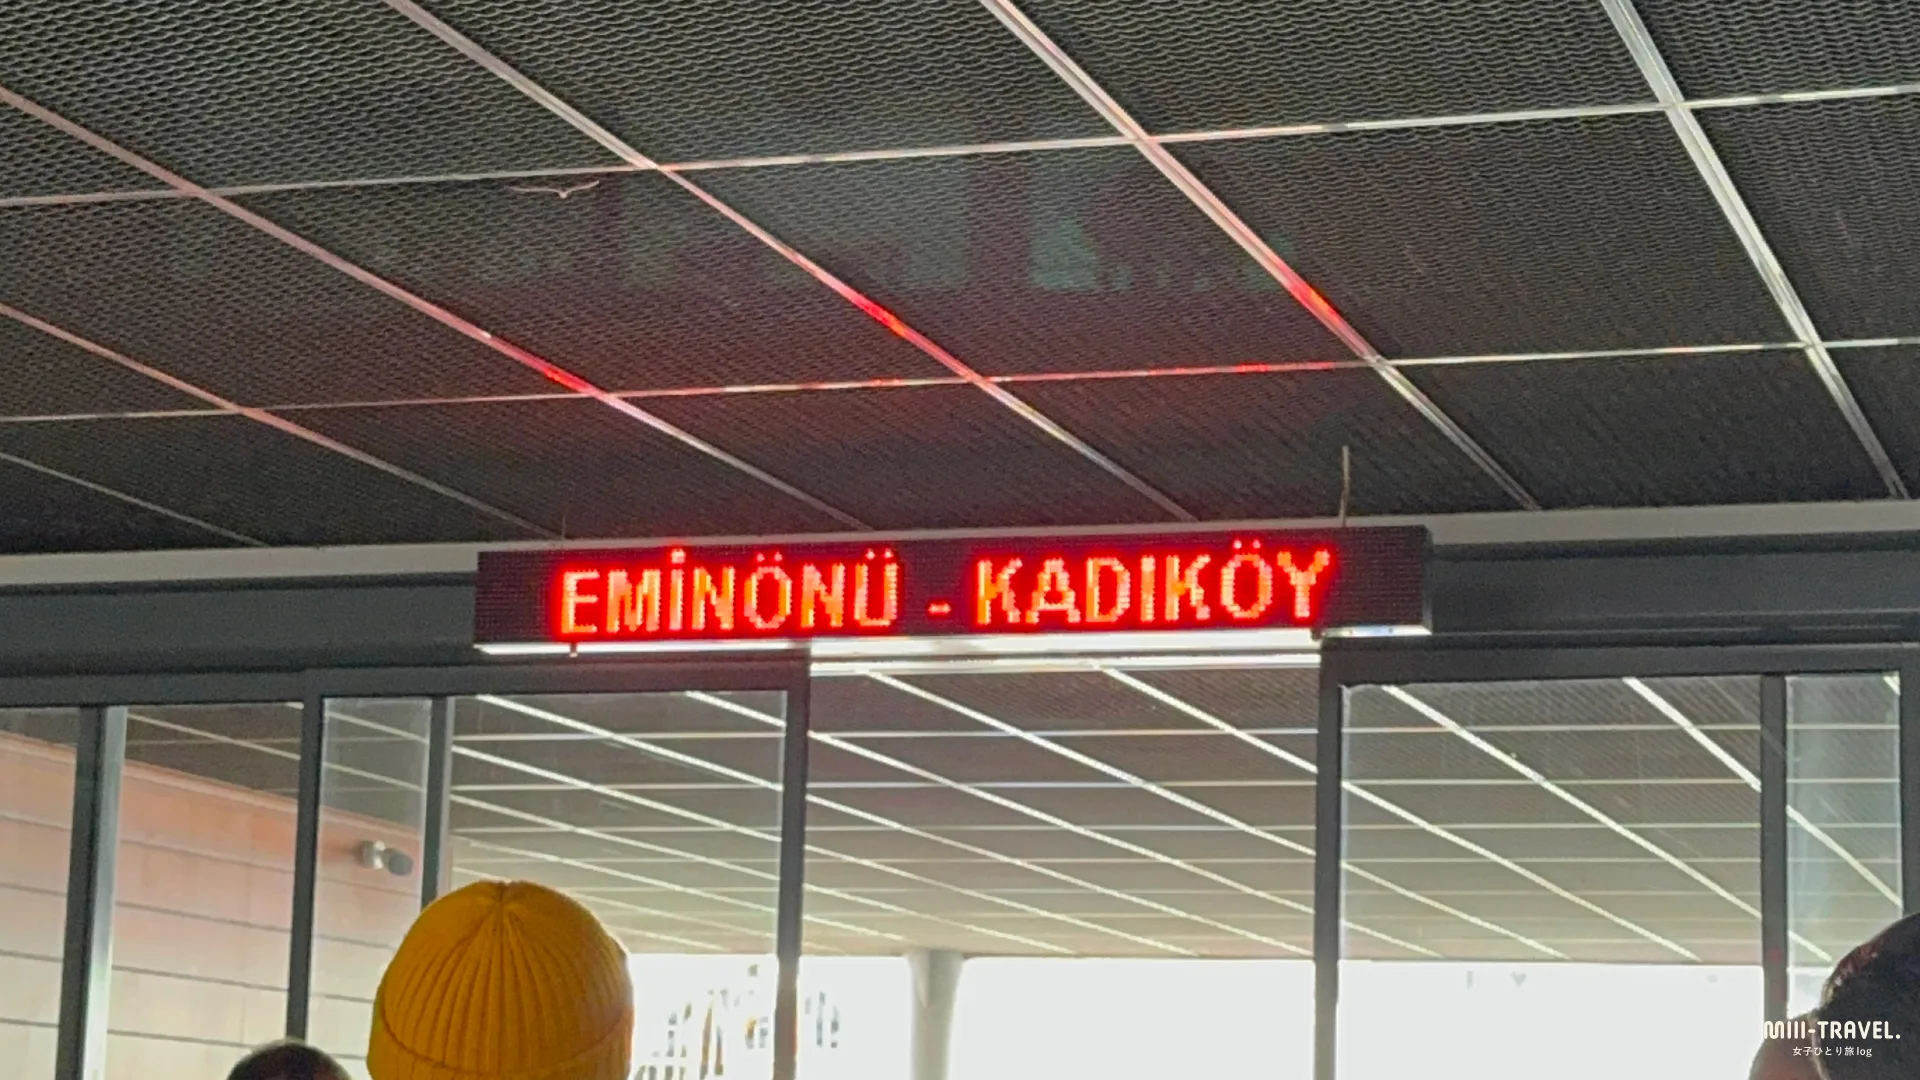 EMİNÖNÜ - KADIKÖY
MIII-TRAVEL.
女子ひとり旅log